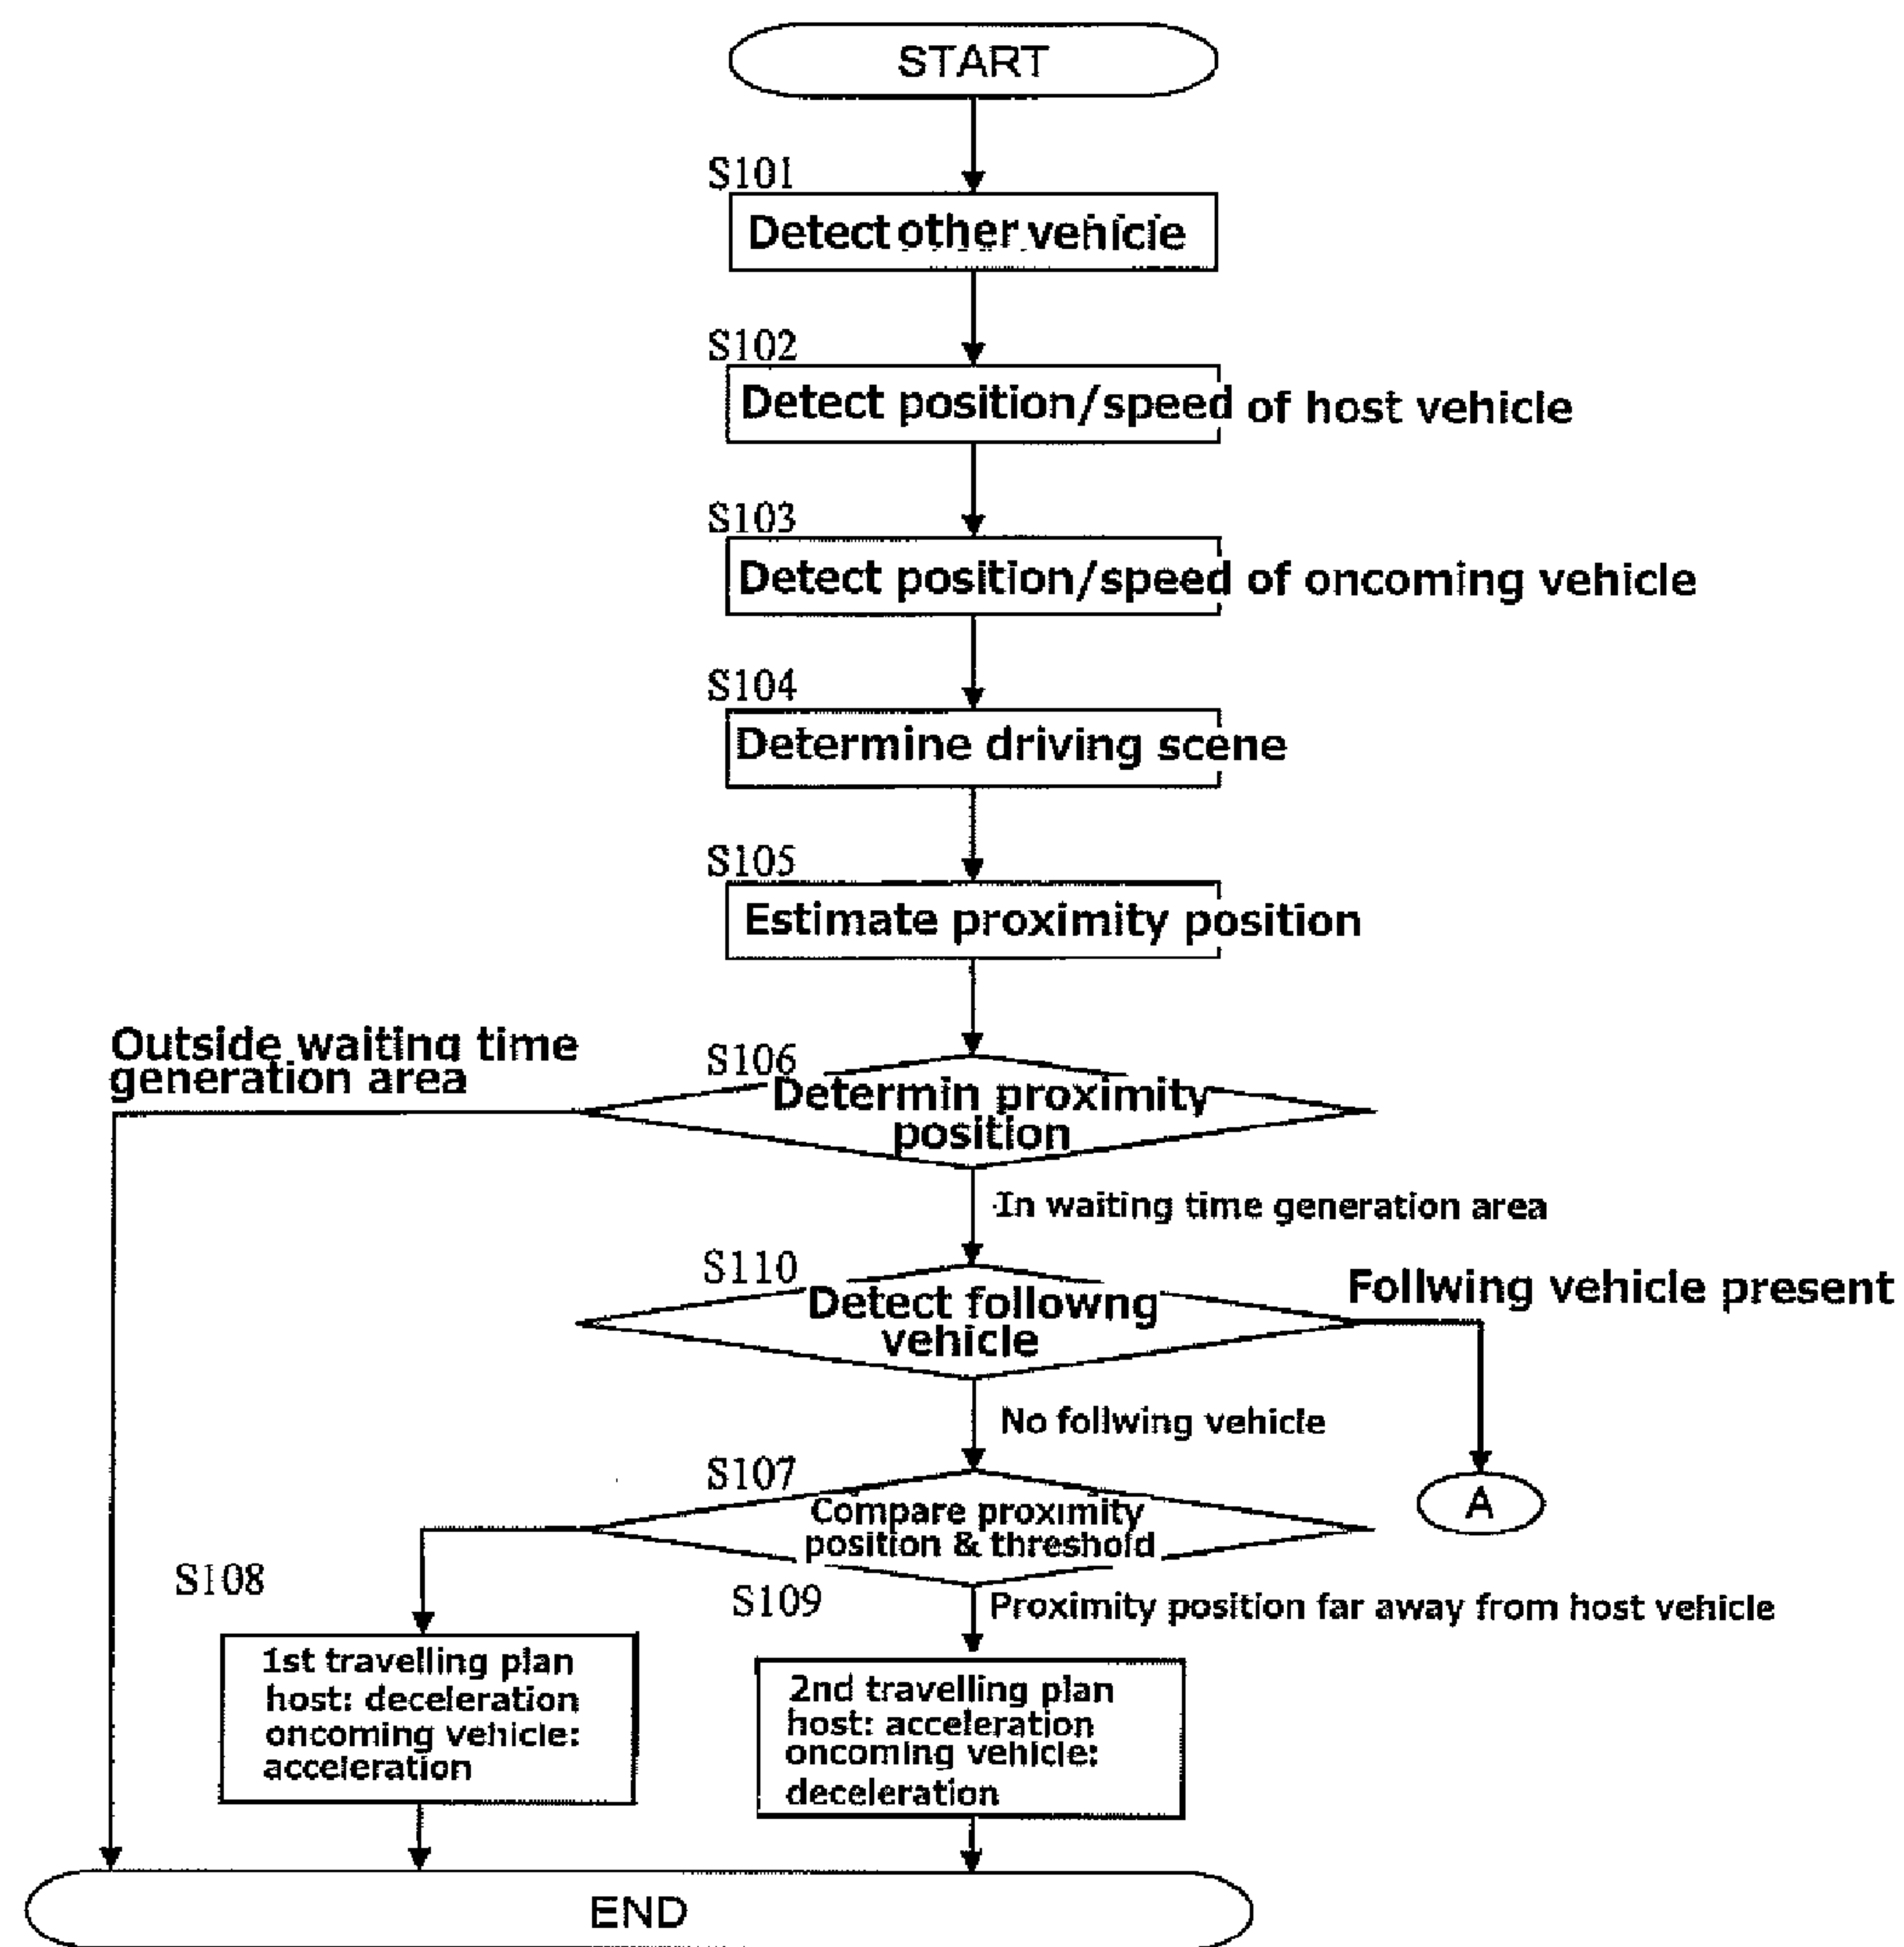 START
S101
Detect other vehicle
S102
Detect position/speed of host vehicle
S103
Detect position/speed of oncoming vehicle
S104
Determine driving scene
S105
Estimate proximity position
Outside waiting time
generation area
S106
Determin proximity
position
In waiting time generation area
S110
Detect followng
vehicle
Follwing vehicle present
No follwing vehicle
A
S107
Compare proximity
position & threshold
S108
S109
Proximity position far away from host vehicle
1st travelling plan
host: deceleration
oncoming vehicle:
acceleration
2nd travelling plan
host: acceleration
oncoming vehicle:
deceleration
END